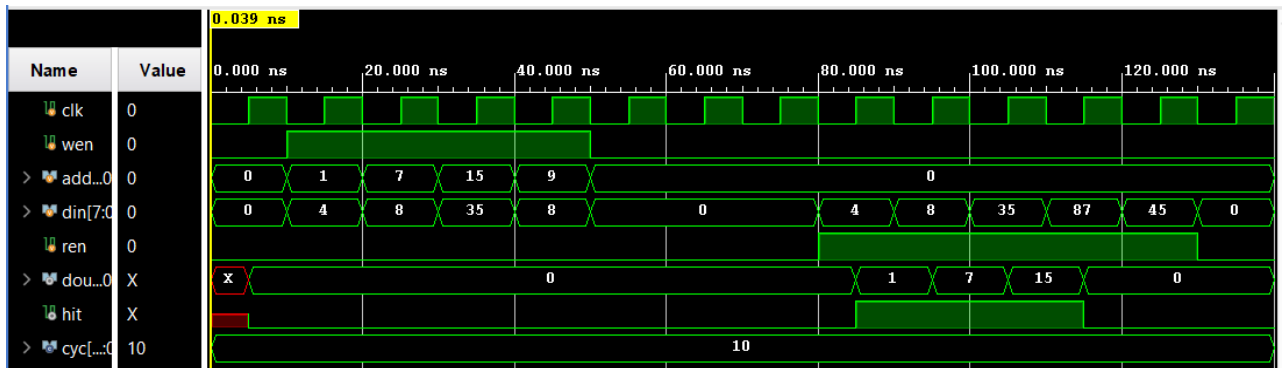 0.039 ns
Name Value 0.000 ns 20.000 ns 40.000 ns 60.000 ns 80.000 ns 100.000 ns 120.000 ns
clk 0
wen 0
> add...0 0 0 1 7 15 9 0
> din[7:0 0 0 4 8 35 8 0 4 8 35 87 45 0
ren 0
> dou...0 X X 0 1 7 15 0
hit X
> cyc[...:0 10 10